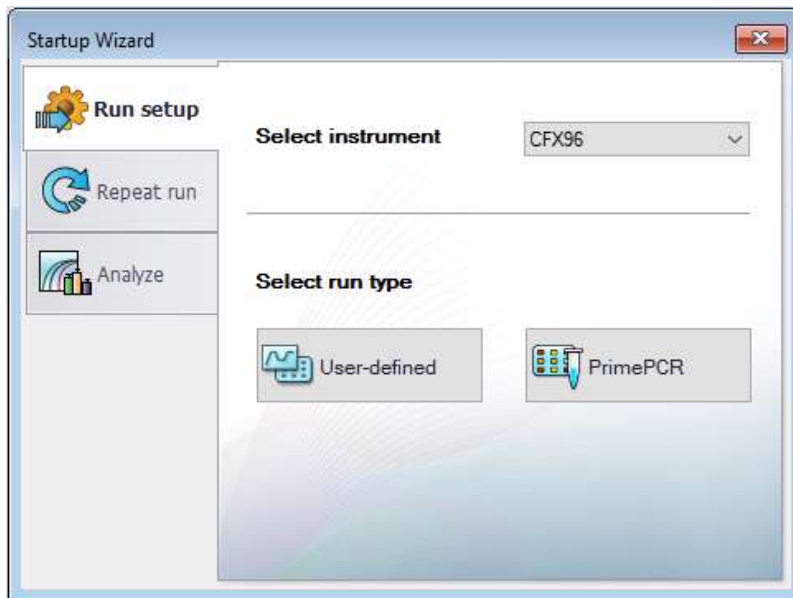 Startup Wizard
Run setup
Repeat run
Analyze
Select instrument
CFX96
Select run type
User-defined
PrimePCR